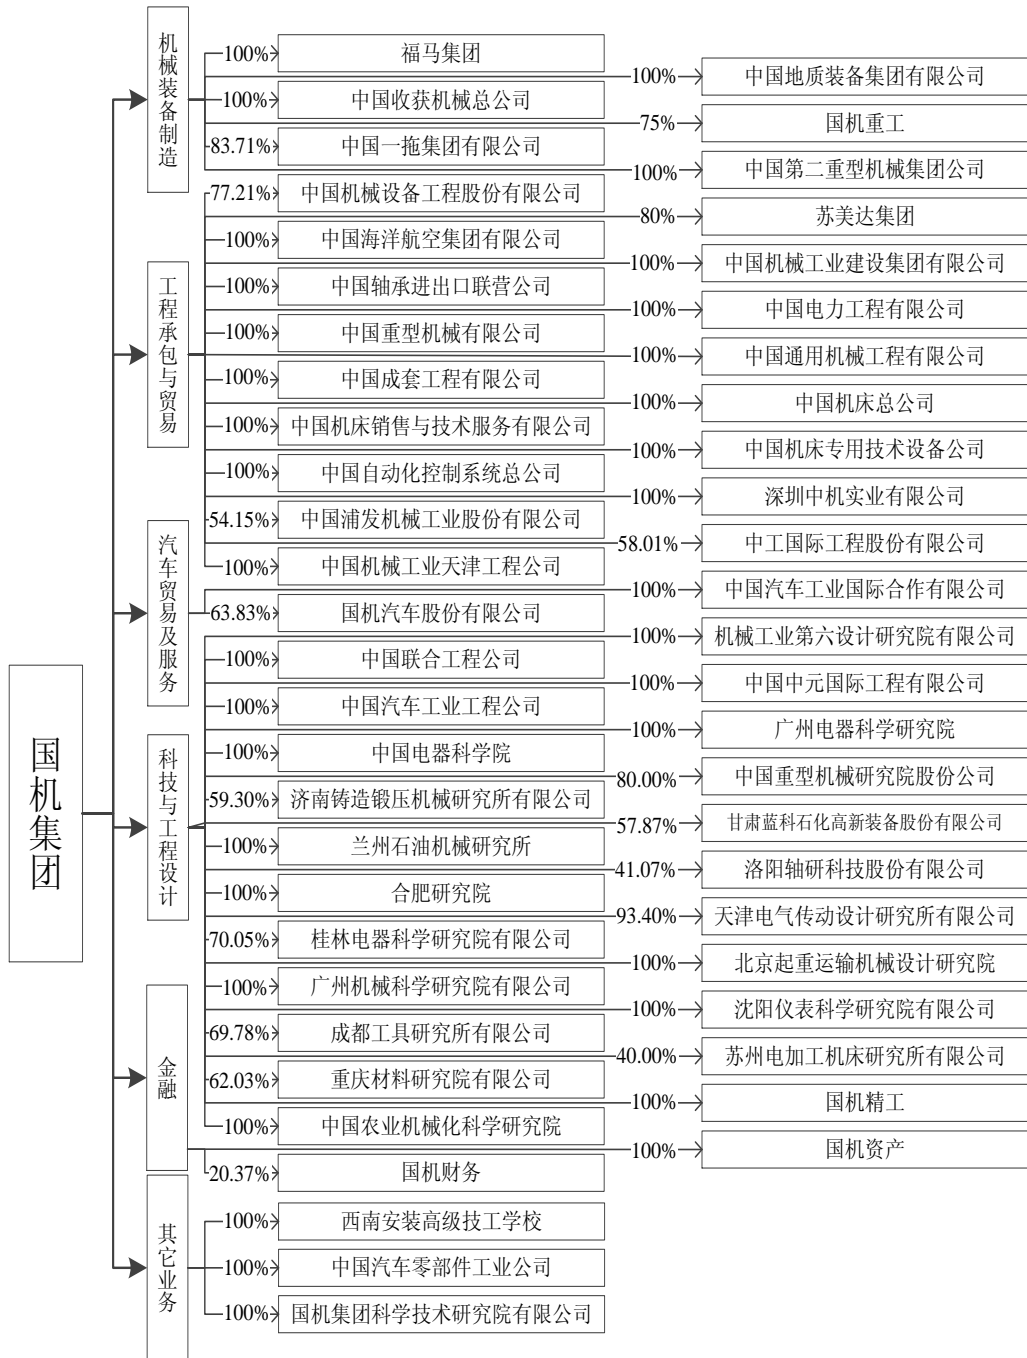 国机集团
机械装备制造
100%
福马集团
100%
中国地质装备集团有限公司
100%
中国收获机械总公司
75%
国机重工
83.71%
中国一拖集团有限公司
100%
中国第二重型机械集团公司
工程承包与贸易
77.21%
中国机械设备工程股份有限公司
80%
苏美达集团
100%
中国海洋航空集团有限公司
100%
中国机械工业建设集团有限公司
100%
中国轴承进出口联营公司
100%
中国电力工程有限公司
100%
中国重型机械有限公司
100%
中国通用机械工程有限公司
100%
中国成套工程有限公司
100%
中国机床总公司
100%
中国机床销售与技术服务有限公司
100%
中国机床专用技术设备公司
100%
中国自动化控制系统总公司
100%
深圳中机实业有限公司
54.15%
中国浦发机械工业股份有限公司
58.01%
中工国际工程股份有限公司
100%
中国机械工业天津工程公司
汽车贸易及服务
100%
中国汽车工业国际合作有限公司
63.83%
国机汽车股份有限公司
科技与工程设计
100%
机械工业第六设计研究院有限公司
100%
中国联合工程公司
100%
中国中元国际工程有限公司
100%
中国汽车工业工程公司
100%
广州电器科学研究院
100%
中国电器科学院
80.00%
中国重型机械研究院股份公司
59.30%
济南铸造锻压机械研究所有限公司
57.87%
甘肃蓝科石化高新装备股份有限公司
100%
兰州石油机械研究所
41.07%
洛阳轴研科技股份有限公司
100%
合肥研究院
93.40%
天津电气传动设计研究所有限公司
70.05%
桂林电器科学研究院有限公司
100%
北京起重运输机械设计研究院
100%
广州机械科学研究院有限公司
100%
沈阳仪表科学研究院有限公司
69.78%
成都工具研究所有限公司
40.00%
苏州电加工机床研究所有限公司
62.03%
重庆材料研究院有限公司
100%
国机精工
100%
中国农业机械化科学研究院
金融
100%
国机资产
20.37%
国机财务
其它业务
100%
西南安装高级技工学校
100%
中国汽车零部件工业公司
100%
国机集团科学技术研究院有限公司